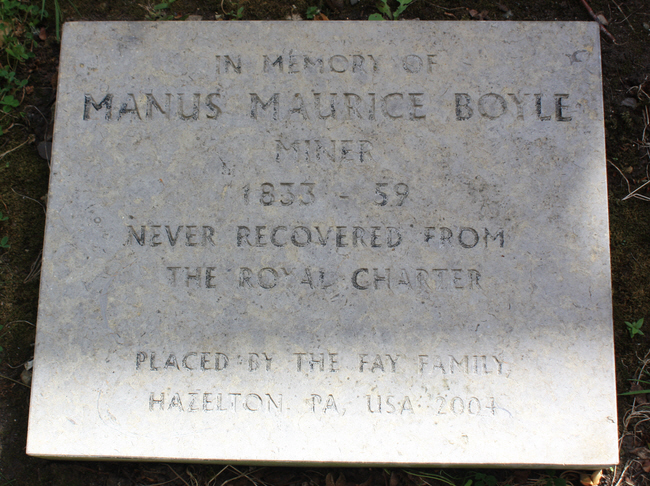 IN MEMORY OF
MANUS MAURICE BOYLE
MINER
1833 - 59
NEVER RECOVERED FROM
THE ROYAL CHARTER
PLACED BY THE FAY FAMILY,
HAZELTON PA, USA 2004